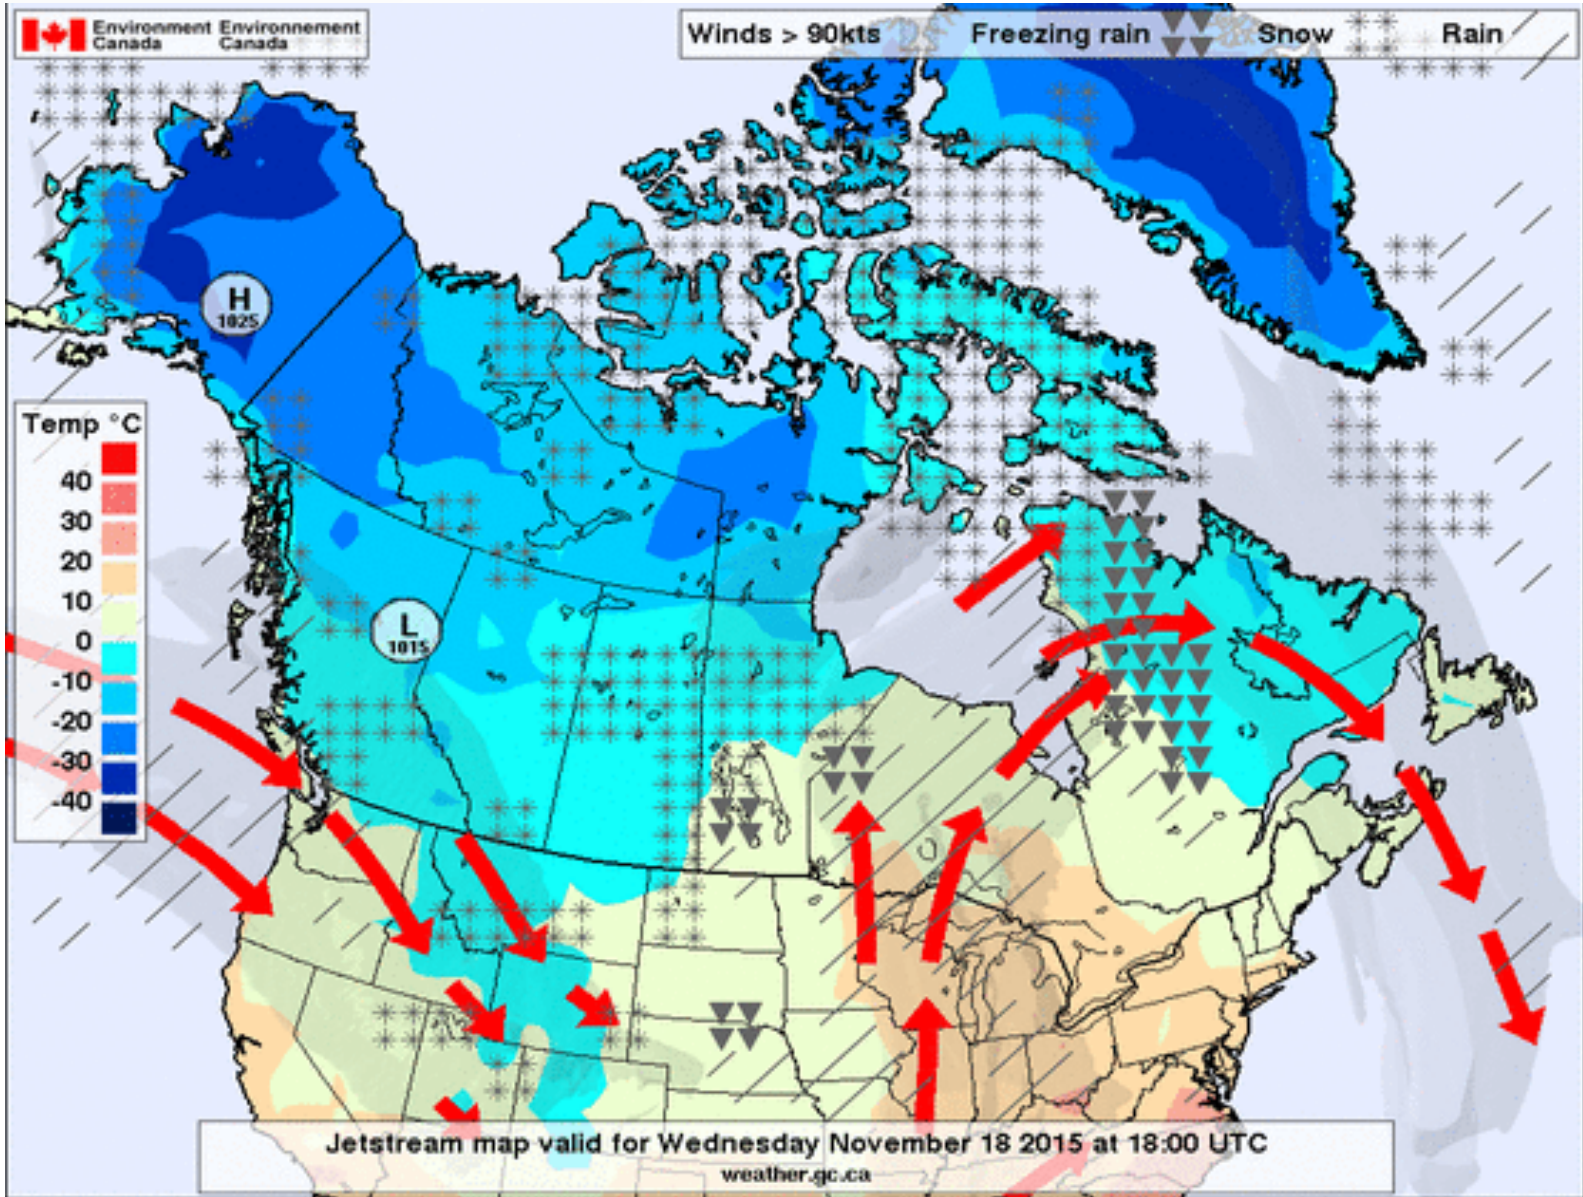 Environment Environnement
Canada Canada
Winds > 90kts Freezing rain Snow Rain
H
1025
L
1015
Temp °C
40
30
20
10
0
-10
-20
-30
-40
Jetstream map valid for Wednesday November 18 2015 at 18:00 UTC
weather.gc.ca